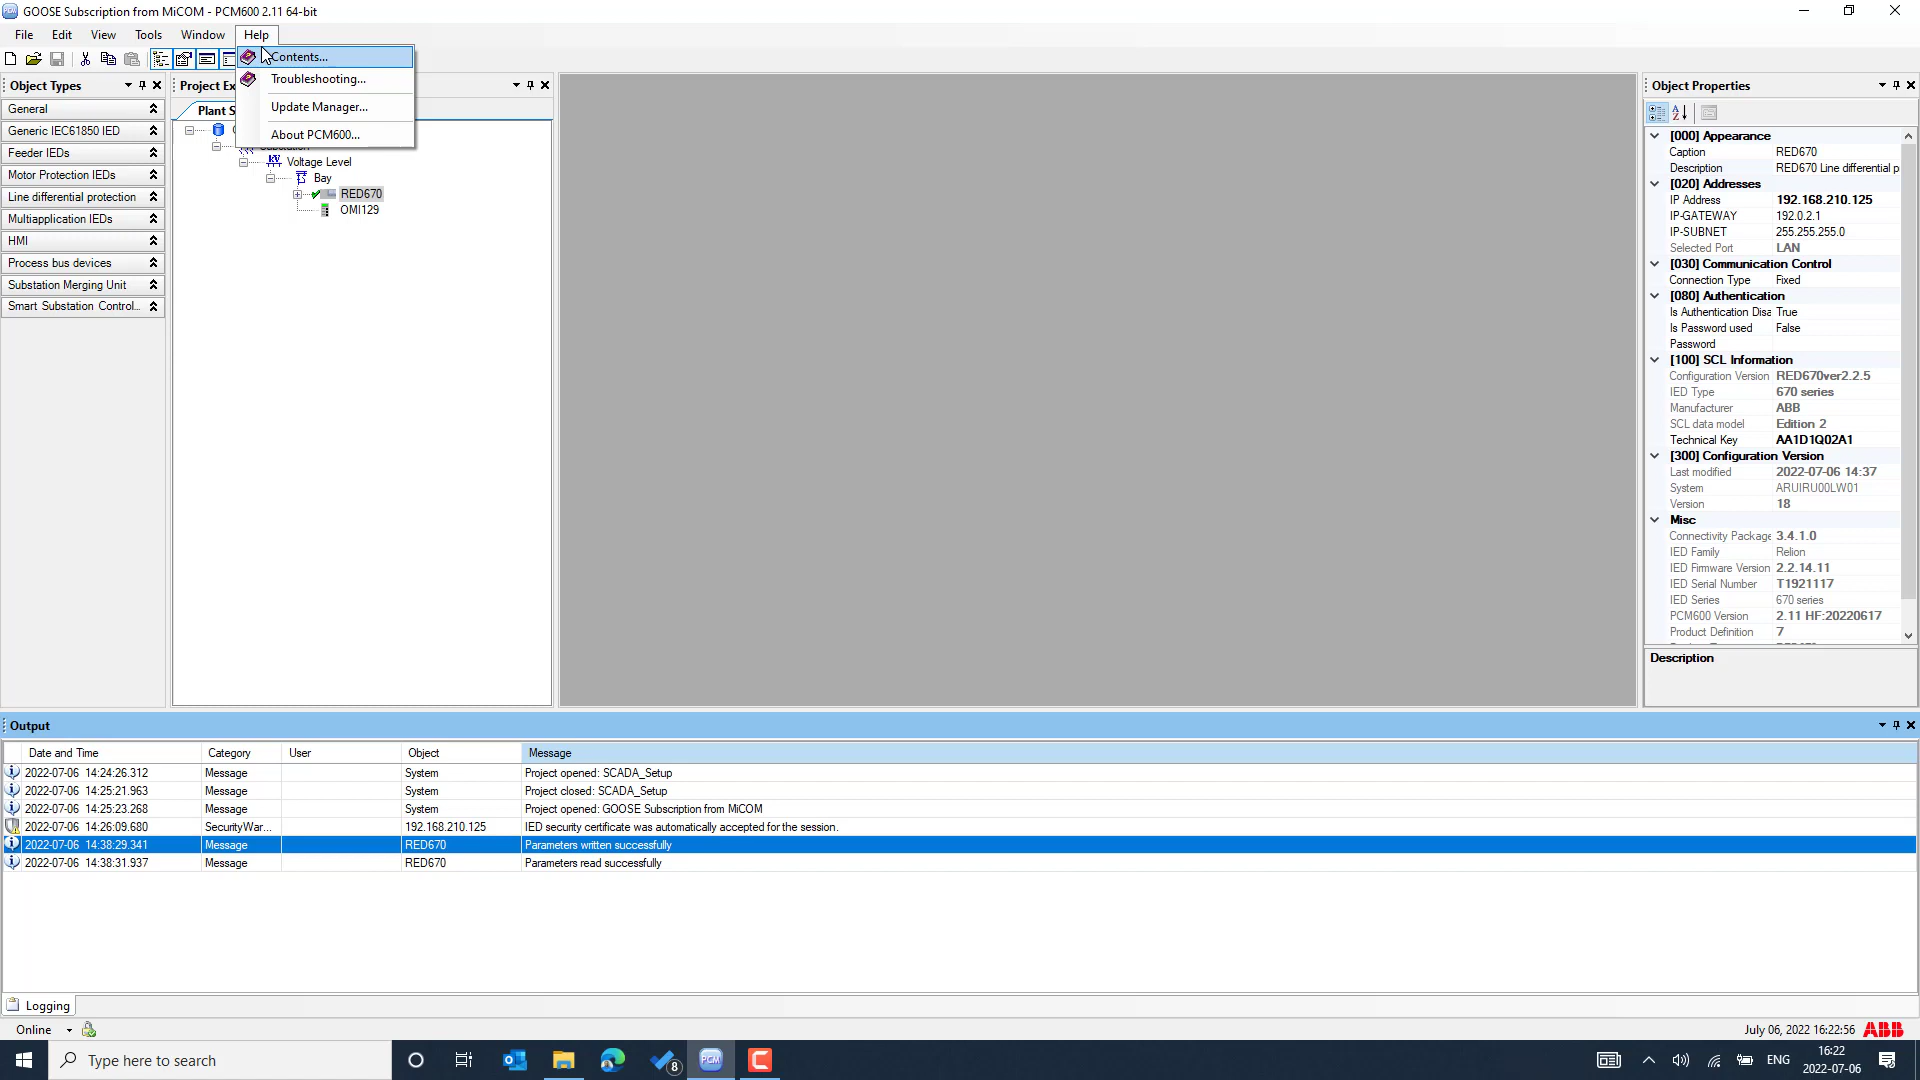 GOOSE Subscription from MiCOM - PCM600 2.11 64-bit
File Edit View Tools Window Help
Contents...
Troubleshooting...
Update Manager...
About PCM600...
Object Types
General
Generic IEC61850 IED
Feeder IEDs
Motor Protection IEDs
Line differential protection
Multiapplication IEDs
HMI
Process bus devices
Substation Merging Unit
Smart Substation Control...
Project Ex
Plant S
Voltage Level
Bay
RED670
OMI129
Object Properties
[000] Appearance
Caption RED670
Description RED670 Line differential p
[020] Addresses
IP Address 192.168.210.125
IP-GATEWAY 192.0.2.1
IP-SUBNET 255.255.255.0
Selected Port LAN
[030] Communication Control
Connection Type Fixed
[080] Authentication
Is Authentication Disa True
Is Password used False
Password
[100] SCL Information
Configuration Version RED670ver2.2.5
IED Type 670 series
Manufacturer ABB
SCL data model Edition 2
Technical Key AA1D1Q02A1
[300] Configuration Version
Last modified 2022-07-06 14:37
System ARUIRU00LW01
Version 18
Misc
Connectivity Package 3.4.1.0
IED Family Relion
IED Firmware Version 2.2.14.11
IED Serial Number T1921117
IED Series 670 series
PCM600 Version 2.11 HF:20220617
Product Definition 7
Description
Output
Date and Time Category User Object Message
2022-07-06 14:24:26.312 Message System Project opened: SCADA_Setup
2022-07-06 14:25:21.963 Message System Project closed: SCADA_Setup
2022-07-06 14:25:23.268 Message System Project opened: GOOSE Subscription from MiCOM
2022-07-06 14:26:09.680 SecurityWar... 192.168.210.125 IED security certificate was automatically accepted for the session.
2022-07-06 14:38:29.341 Message RED670 Parameters written successfully
2022-07-06 14:38:31.937 Message RED670 Parameters read successfully
Logging
Online
July 06, 2022 16:22:56 ABB
Type here to search
8
PCM
ENG
16:22
2022-07-06